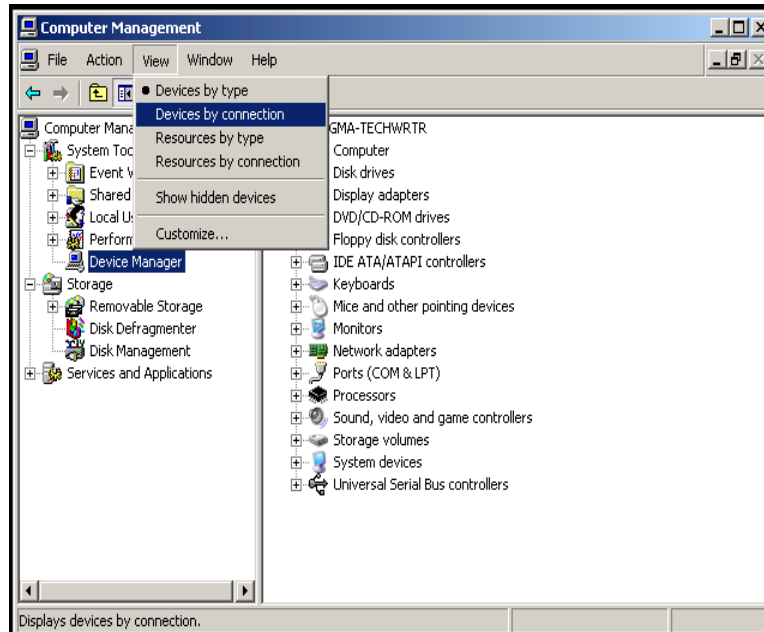 Computer Management
File Action View Window Help
Devices by type
Devices by connection
Resources by type
Resources by connection
Show hidden devices
Customize...
Computer Mana
System Too
Event V
Shared
Local Us
Perform
Device Manager
Storage
Removable Storage
Disk Defragmenter
Disk Management
Services and Applications
GMA-TECHWRTR
Computer
Disk drives
Display adapters
DVD/CD-ROM drives
Floppy disk controllers
IDE ATA/ATAPI controllers
Keyboards
Mice and other pointing devices
Monitors
Network adapters
Ports (COM & LPT)
Processors
Sound, video and game controllers
Storage volumes
System devices
Universal Serial Bus controllers
Displays devices by connection.